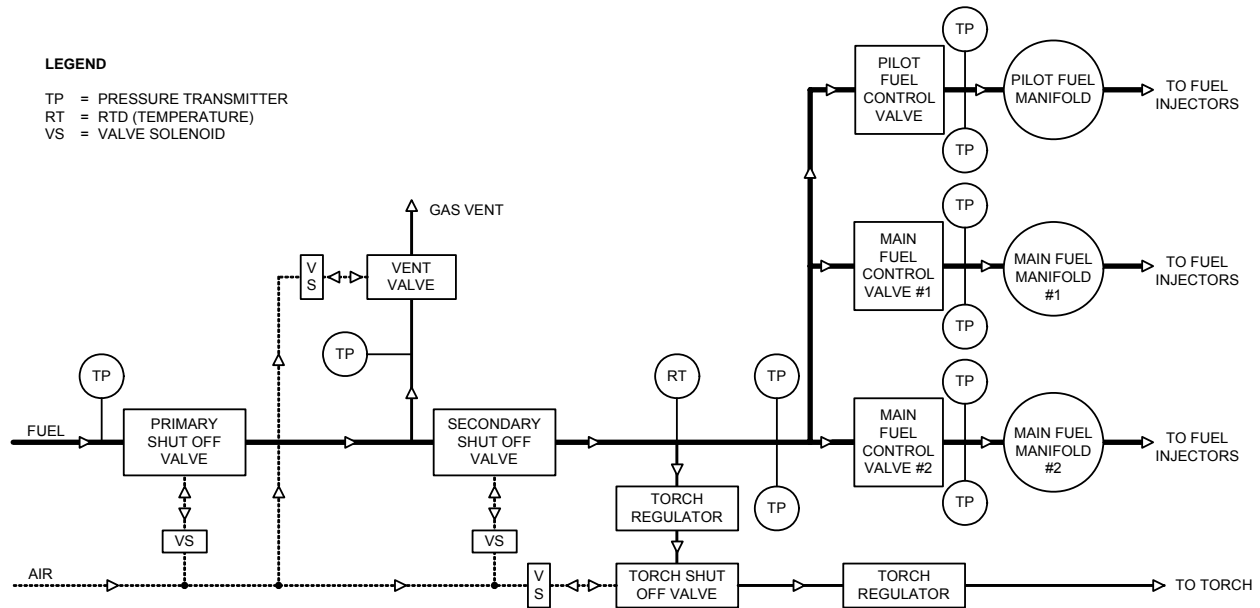 LEGEND
TP = PRESSURE TRANSMITTER
RT = RTD (TEMPERATURE)
VS = VALVE SOLENOID
TP
PILOT
FUEL
CONTROL
VALVE
PILOT FUEL
MANIFOLD
TO FUEL
INJECTORS
TP
GAS VENT
V
S
VENT
VALVE
TP
TP
MAIN
FUEL
CONTROL
VALVE #1
MAIN FUEL
MANIFOLD
#1
TO FUEL
INJECTORS
TP
TP
RT
TP
TP
FUEL
PRIMARY
SHUT OFF
VALVE
SECONDARY
SHUT OFF
VALVE
MAIN
FUEL
CONTROL
VALVE #2
MAIN FUEL
MANIFOLD
#2
TO FUEL
INJECTORS
TORCH
REGULATOR
TP
TP
VS
VS
AIR
V
S
TORCH SHUT
OFF VALVE
TORCH
REGULATOR
TO TORCH